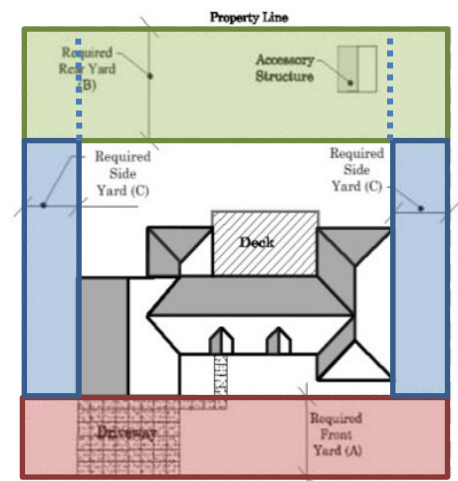 Property Line
Required
Rear Yard
(B)
Accessory
Structure
Required
Side
Yard (C)
Required
Side
Yard (C)
Deck
Driveway
Required
Front
Yard (A)